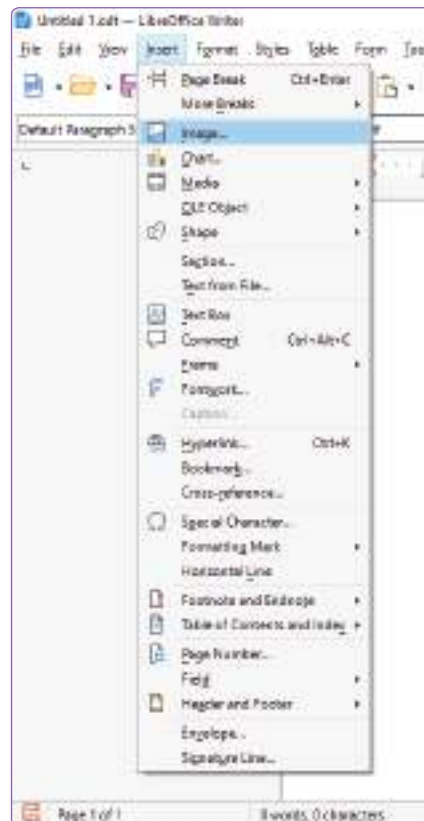 Untitled 1.odt — LibreOffice Writer
File Edit View Insert Format Styles Table Form Too
Default Paragraph S
Page Break Ctrl+Enter
More Breaks
Image...
Chart...
Media
OLE Object
Shape
Section...
Text from File...
Text Box
Comment Ctrl+Alt+C
Frame
Fontwork...
Caption...
Hyperlink... Ctrl+K
Bookmark...
Cross-reference...
Special Character...
Formatting Mark
Horizontal Line
Footnote and Endnote
Table of Contents and Index
Page Number...
Field
Header and Footer
Envelope...
Signature Line...
Page 1 of 1 0 words, 0 characters